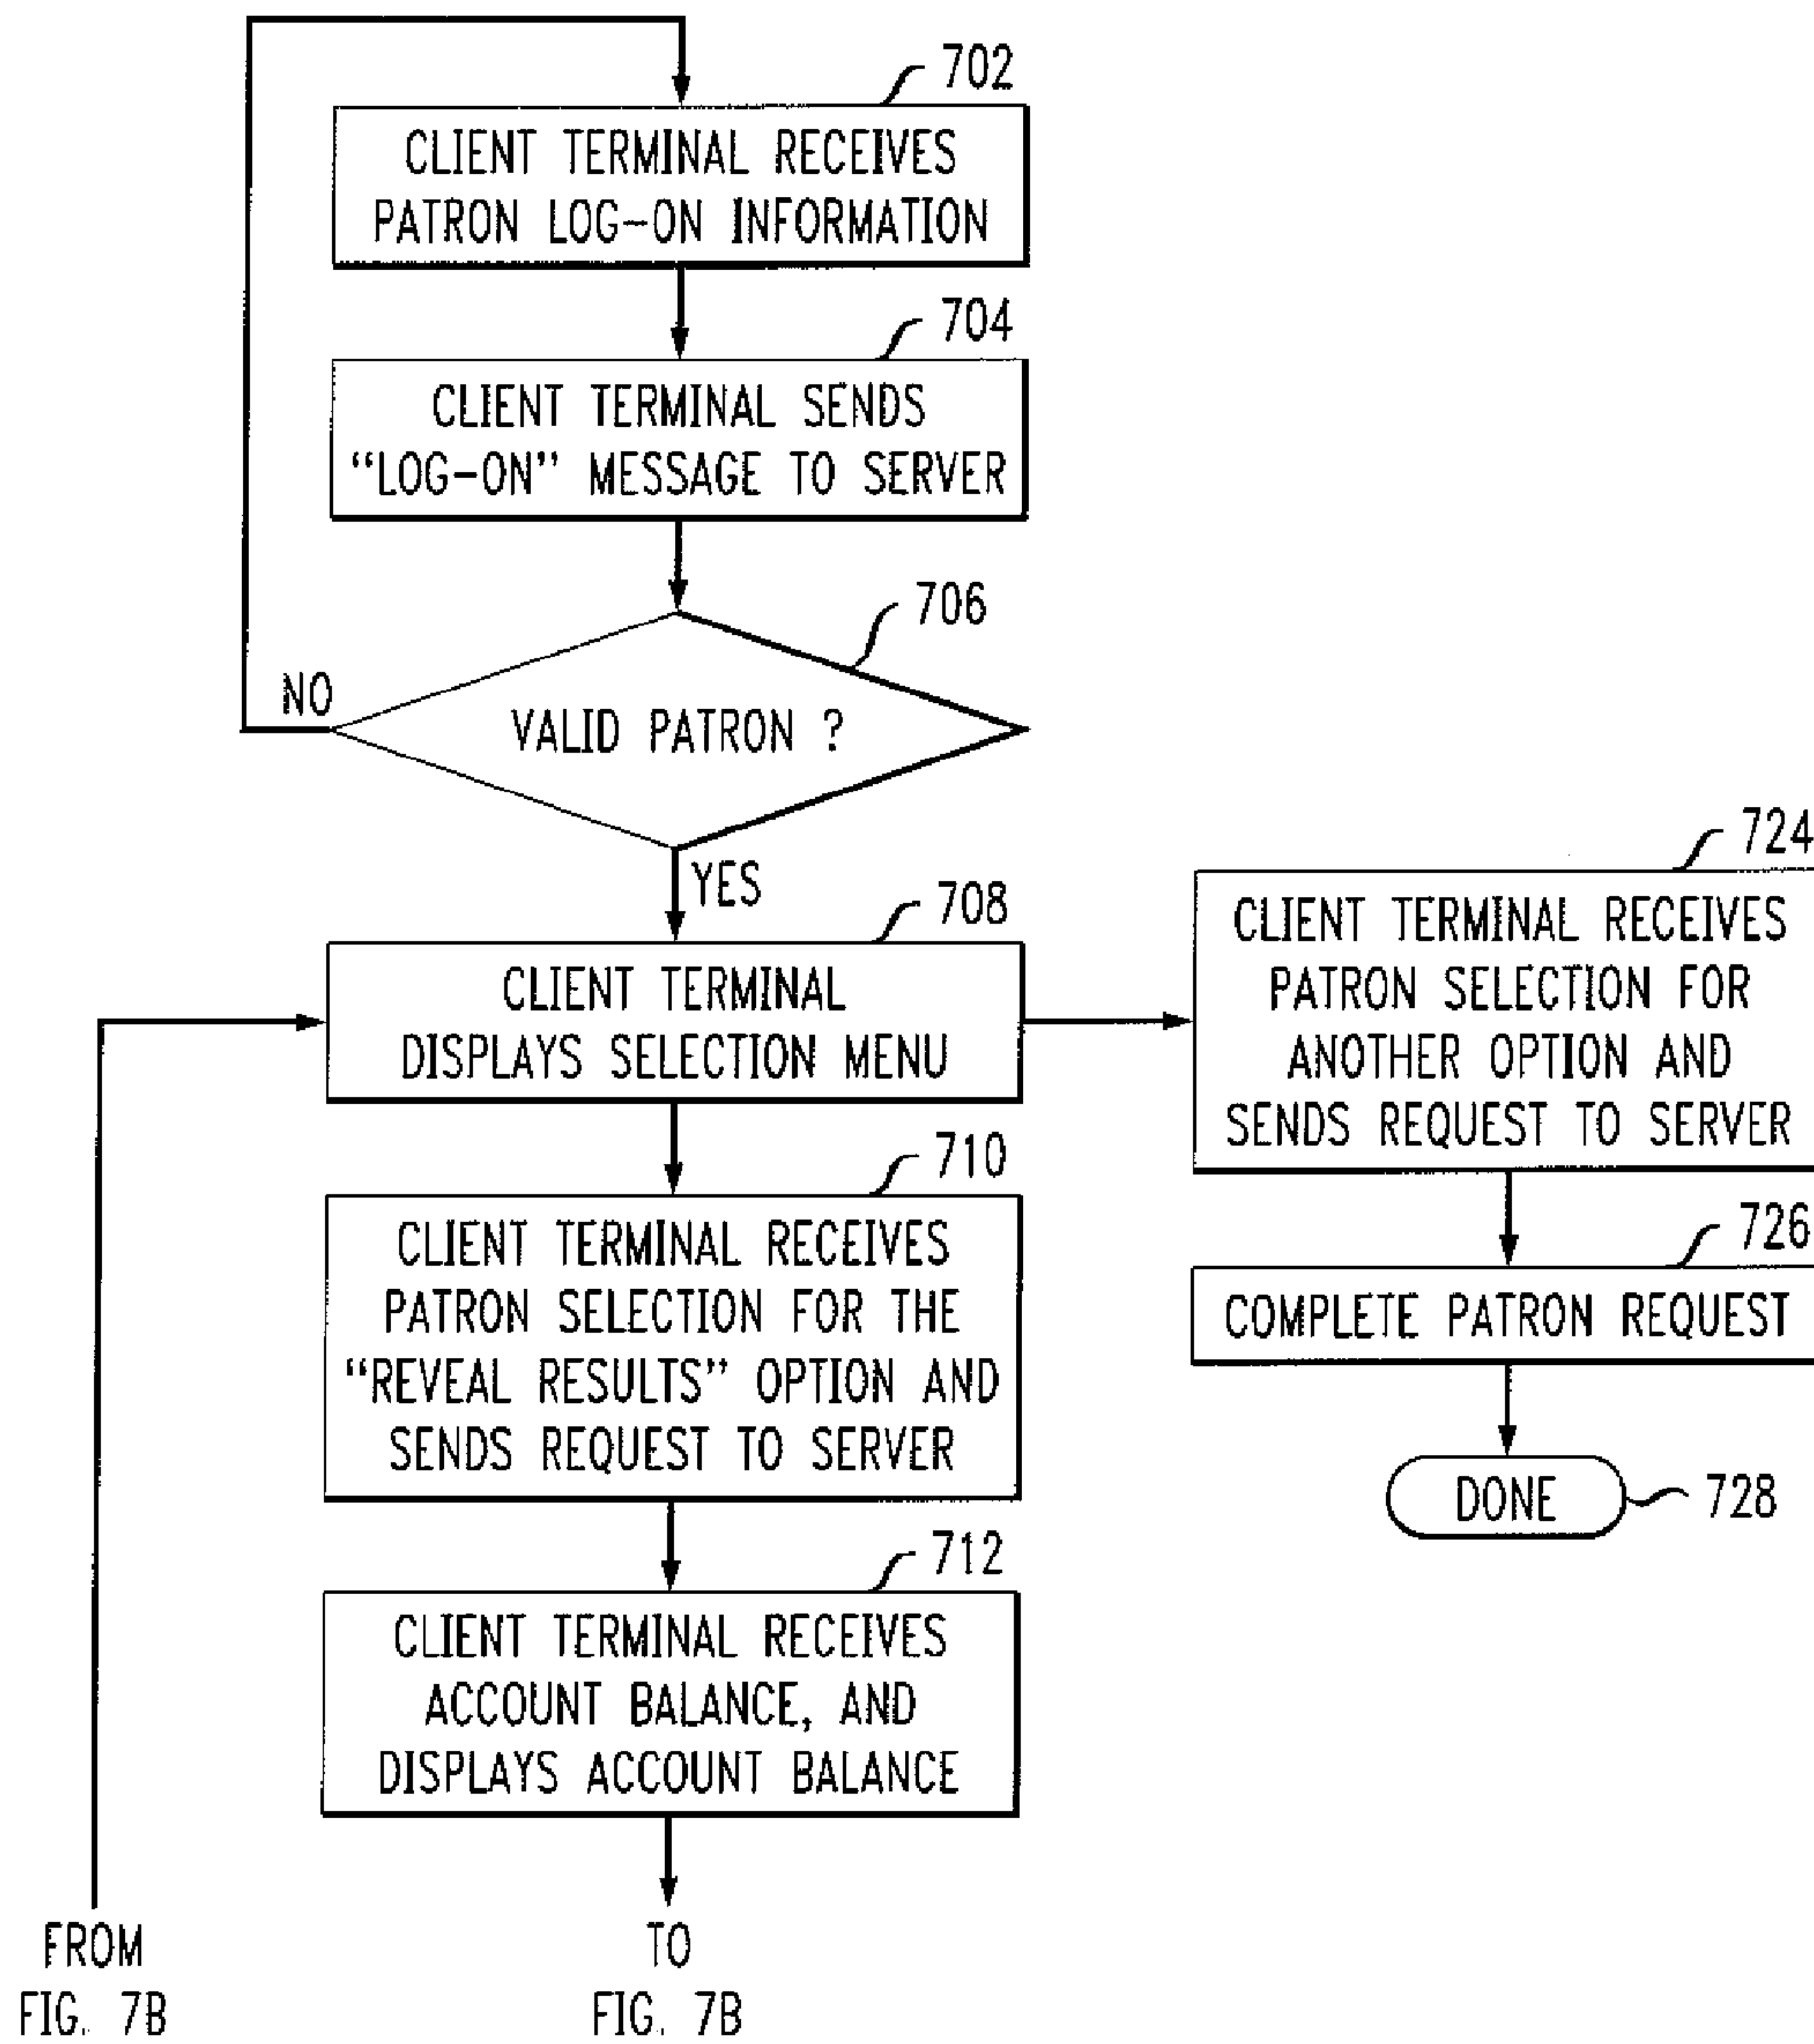 702
CLIENT TERMINAL RECEIVES
PATRON LOG-ON INFORMATION
704
CLIENT TERMINAL SENDS
“LOG-ON” MESSAGE TO SERVER
706
VALID PATRON ?
NO
YES
708
CLIENT TERMINAL
DISPLAYS SELECTION MENU
710
CLIENT TERMINAL RECEIVES
PATRON SELECTION FOR THE
“REVEAL RESULTS” OPTION AND
SENDS REQUEST TO SERVER
712
CLIENT TERMINAL RECEIVES
ACCOUNT BALANCE, AND
DISPLAYS ACCOUNT BALANCE
724
CLIENT TERMINAL RECEIVES
PATRON SELECTION FOR
ANOTHER OPTION AND
SENDS REQUEST TO SERVER
726
COMPLETE PATRON REQUEST
DONE
728
FROM
FIG. 7B
TO
FIG. 7B